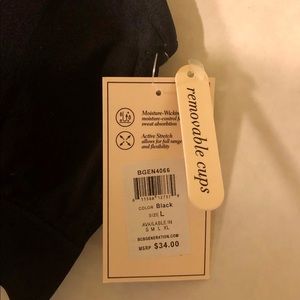 Moisture-Wicking
moisture-control &
sweat absorbtion
Active Stretch
allows for full range
and flexibility
BGEN4066
COLOR Black
SIZE L
AVAILABLE IN
S M L XL
BCBGENERATION.COM
MSRP $34.00
removable cups